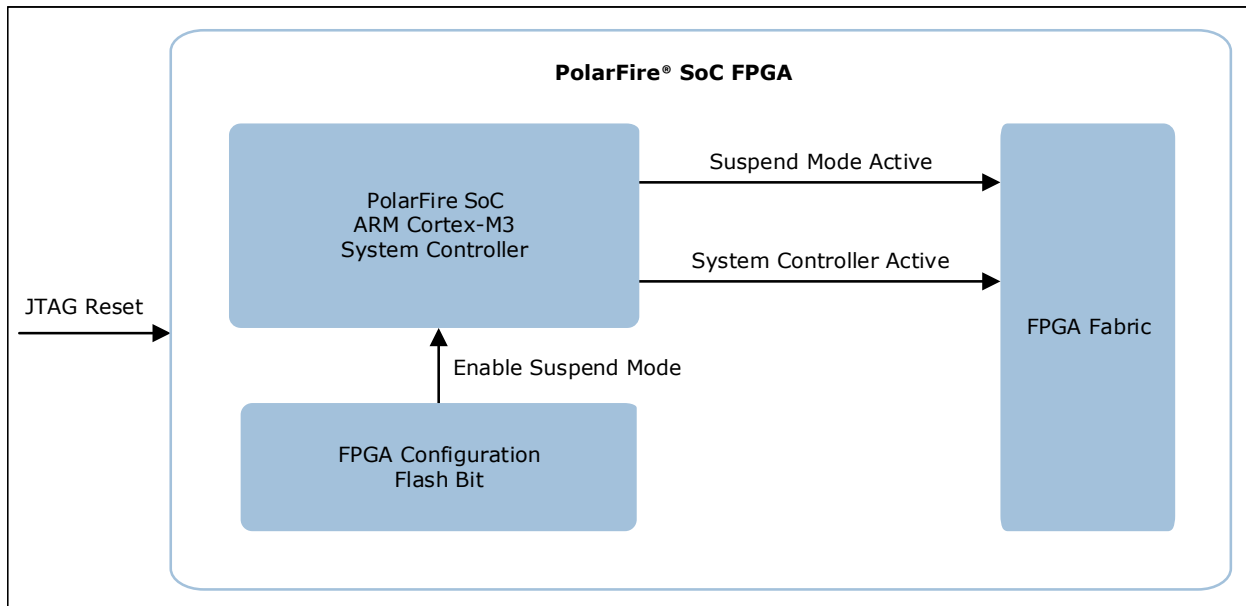 PolarFire® SoC FPGA
PolarFire SoC
ARM Cortex-M3
System Controller
Suspend Mode Active
System Controller Active
JTAG Reset
FPGA Fabric
Enable Suspend Mode
FPGA Configuration
Flash Bit